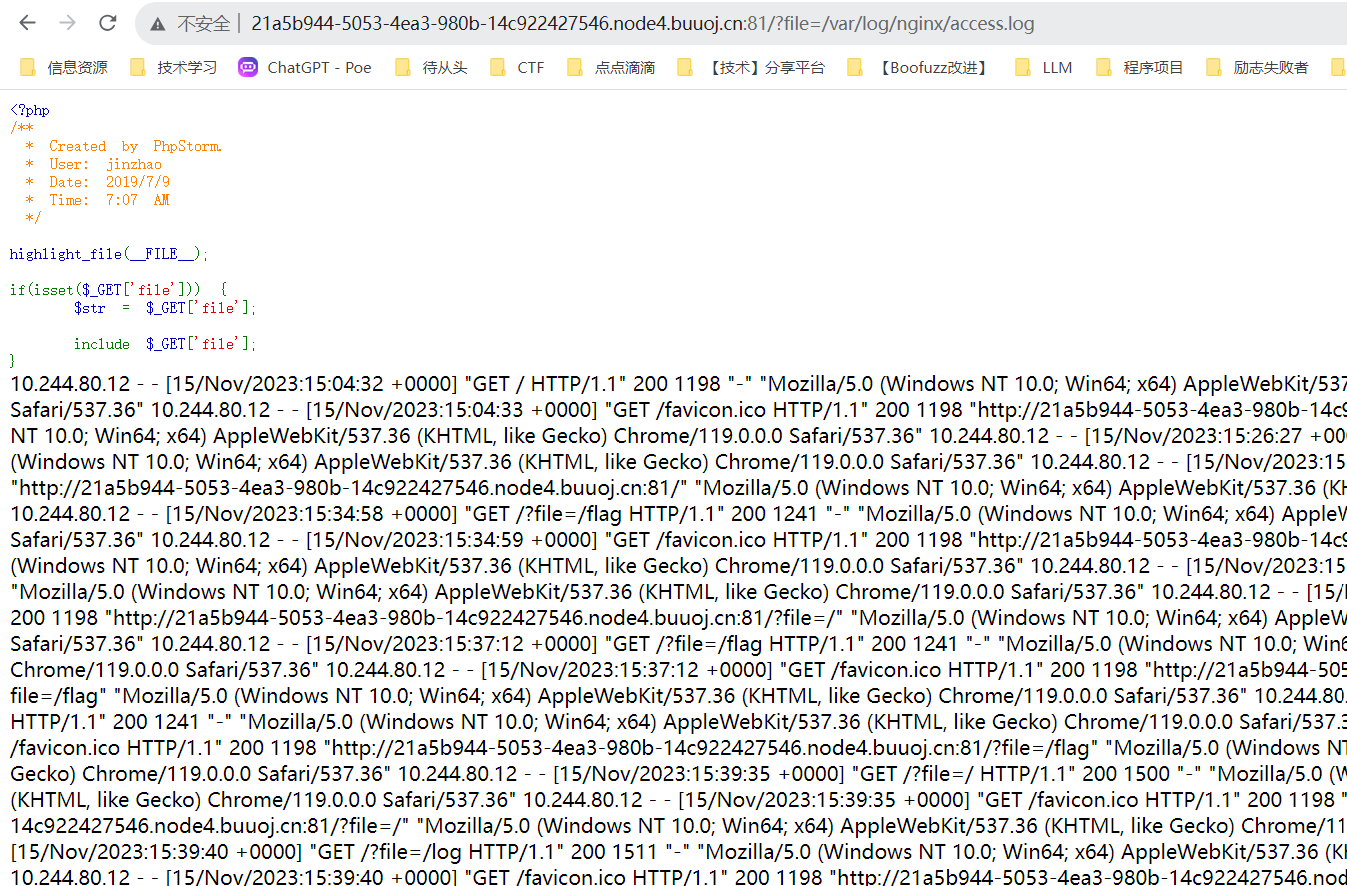 不安全 | 21a5b944-5053-4ea3-980b-14c922427546.node4.buuoj.cn:81/?file=/var/log/nginx/access.log
信息资源 技术学习 ChatGPT - Poe 待从头 CTF 点点滴滴 【技术】分享平台 【Boofuzz改进】 LLM 程序项目 励志失败者
<?php
/**
 * Created by PhpStorm.
 * User: jinzhao
 * Date: 2019/7/9
 * Time: 7:07 AM
 */
highlight_file(__FILE__);
if(isset($_GET['file'])) {
$str = $_GET['file'];
include $_GET['file'];
}
10.244.80.12 - - [15/Nov/2023:15:04:32 +0000] "GET / HTTP/1.1" 200 1198 "-" "Mozilla/5.0 (Windows NT 10.0; Win64; x64) AppleWebKit/537
Safari/537.36" 10.244.80.12 - - [15/Nov/2023:15:04:33 +0000] "GET /favicon.ico HTTP/1.1" 200 1198 "http://21a5b944-5053-4ea3-980b-14c9
NT 10.0; Win64; x64) AppleWebKit/537.36 (KHTML, like Gecko) Chrome/119.0.0.0 Safari/537.36" 10.244.80.12 - - [15/Nov/2023:15:26:27 +00
(Windows NT 10.0; Win64; x64) AppleWebKit/537.36 (KHTML, like Gecko) Chrome/119.0.0.0 Safari/537.36" 10.244.80.12 - - [15/Nov/2023:15
"http://21a5b944-5053-4ea3-980b-14c922427546.node4.buuoj.cn:81/" "Mozilla/5.0 (Windows NT 10.0; Win64; x64) AppleWebKit/537.36 (KH
10.244.80.12 - - [15/Nov/2023:15:34:58 +0000] "GET /?file=/flag HTTP/1.1" 200 1241 "-" "Mozilla/5.0 (Windows NT 10.0; Win64; x64) AppleW
Safari/537.36" 10.244.80.12 - - [15/Nov/2023:15:34:59 +0000] "GET /favicon.ico HTTP/1.1" 200 1198 "http://21a5b944-5053-4ea3-980b-14c9
(Windows NT 10.0; Win64; x64) AppleWebKit/537.36 (KHTML, like Gecko) Chrome/119.0.0.0 Safari/537.36" 10.244.80.12 - - [15/Nov/2023:15
"Mozilla/5.0 (Windows NT 10.0; Win64; x64) AppleWebKit/537.36 (KHTML, like Gecko) Chrome/119.0.0.0 Safari/537.36" 10.244.80.12 - - [15/
200 1198 "http://21a5b944-5053-4ea3-980b-14c922427546.node4.buuoj.cn:81/?file=/" "Mozilla/5.0 (Windows NT 10.0; Win64; x64) AppleW
Safari/537.36" 10.244.80.12 - - [15/Nov/2023:15:37:12 +0000] "GET /?file=/flag HTTP/1.1" 200 1241 "-" "Mozilla/5.0 (Windows NT 10.0; Win6
Chrome/119.0.0.0 Safari/537.36" 10.244.80.12 - - [15/Nov/2023:15:37:12 +0000] "GET /favicon.ico HTTP/1.1" 200 1198 "http://21a5b944-505
file=/flag" "Mozilla/5.0 (Windows NT 10.0; Win64; x64) AppleWebKit/537.36 (KHTML, like Gecko) Chrome/119.0.0.0 Safari/537.36" 10.244.80.
HTTP/1.1" 200 1241 "-" "Mozilla/5.0 (Windows NT 10.0; Win64; x64) AppleWebKit/537.36 (KHTML, like Gecko) Chrome/119.0.0.0 Safari/537.3
/favicon.ico HTTP/1.1" 200 1198 "http://21a5b944-5053-4ea3-980b-14c922427546.node4.buuoj.cn:81/?file=/flag" "Mozilla/5.0 (Windows NT
Gecko) Chrome/119.0.0.0 Safari/537.36" 10.244.80.12 - - [15/Nov/2023:15:39:35 +0000] "GET /?file=/ HTTP/1.1" 200 1500 "-" "Mozilla/5.0 (W
(KHTML, like Gecko) Chrome/119.0.0.0 Safari/537.36" 10.244.80.12 - - [15/Nov/2023:15:39:35 +0000] "GET /favicon.ico HTTP/1.1" 200 1198 "
14c922427546.node4.buuoj.cn:81/?file=/" "Mozilla/5.0 (Windows NT 10.0; Win64; x64) AppleWebKit/537.36 (KHTML, like Gecko) Chrome/11
[15/Nov/2023:15:39:40 +0000] "GET /?file=/log HTTP/1.1" 200 1511 "-" "Mozilla/5.0 (Windows NT 10.0; Win64; x64) AppleWebKit/537.36 (K
10.244.80.12 - - [15/Nov/2023:15:39:40 +0000] "GET /favicon.ico HTTP/1.1" 200 1198 "http://21a5b944-5053-4ea3-980b-14c922427546.nod